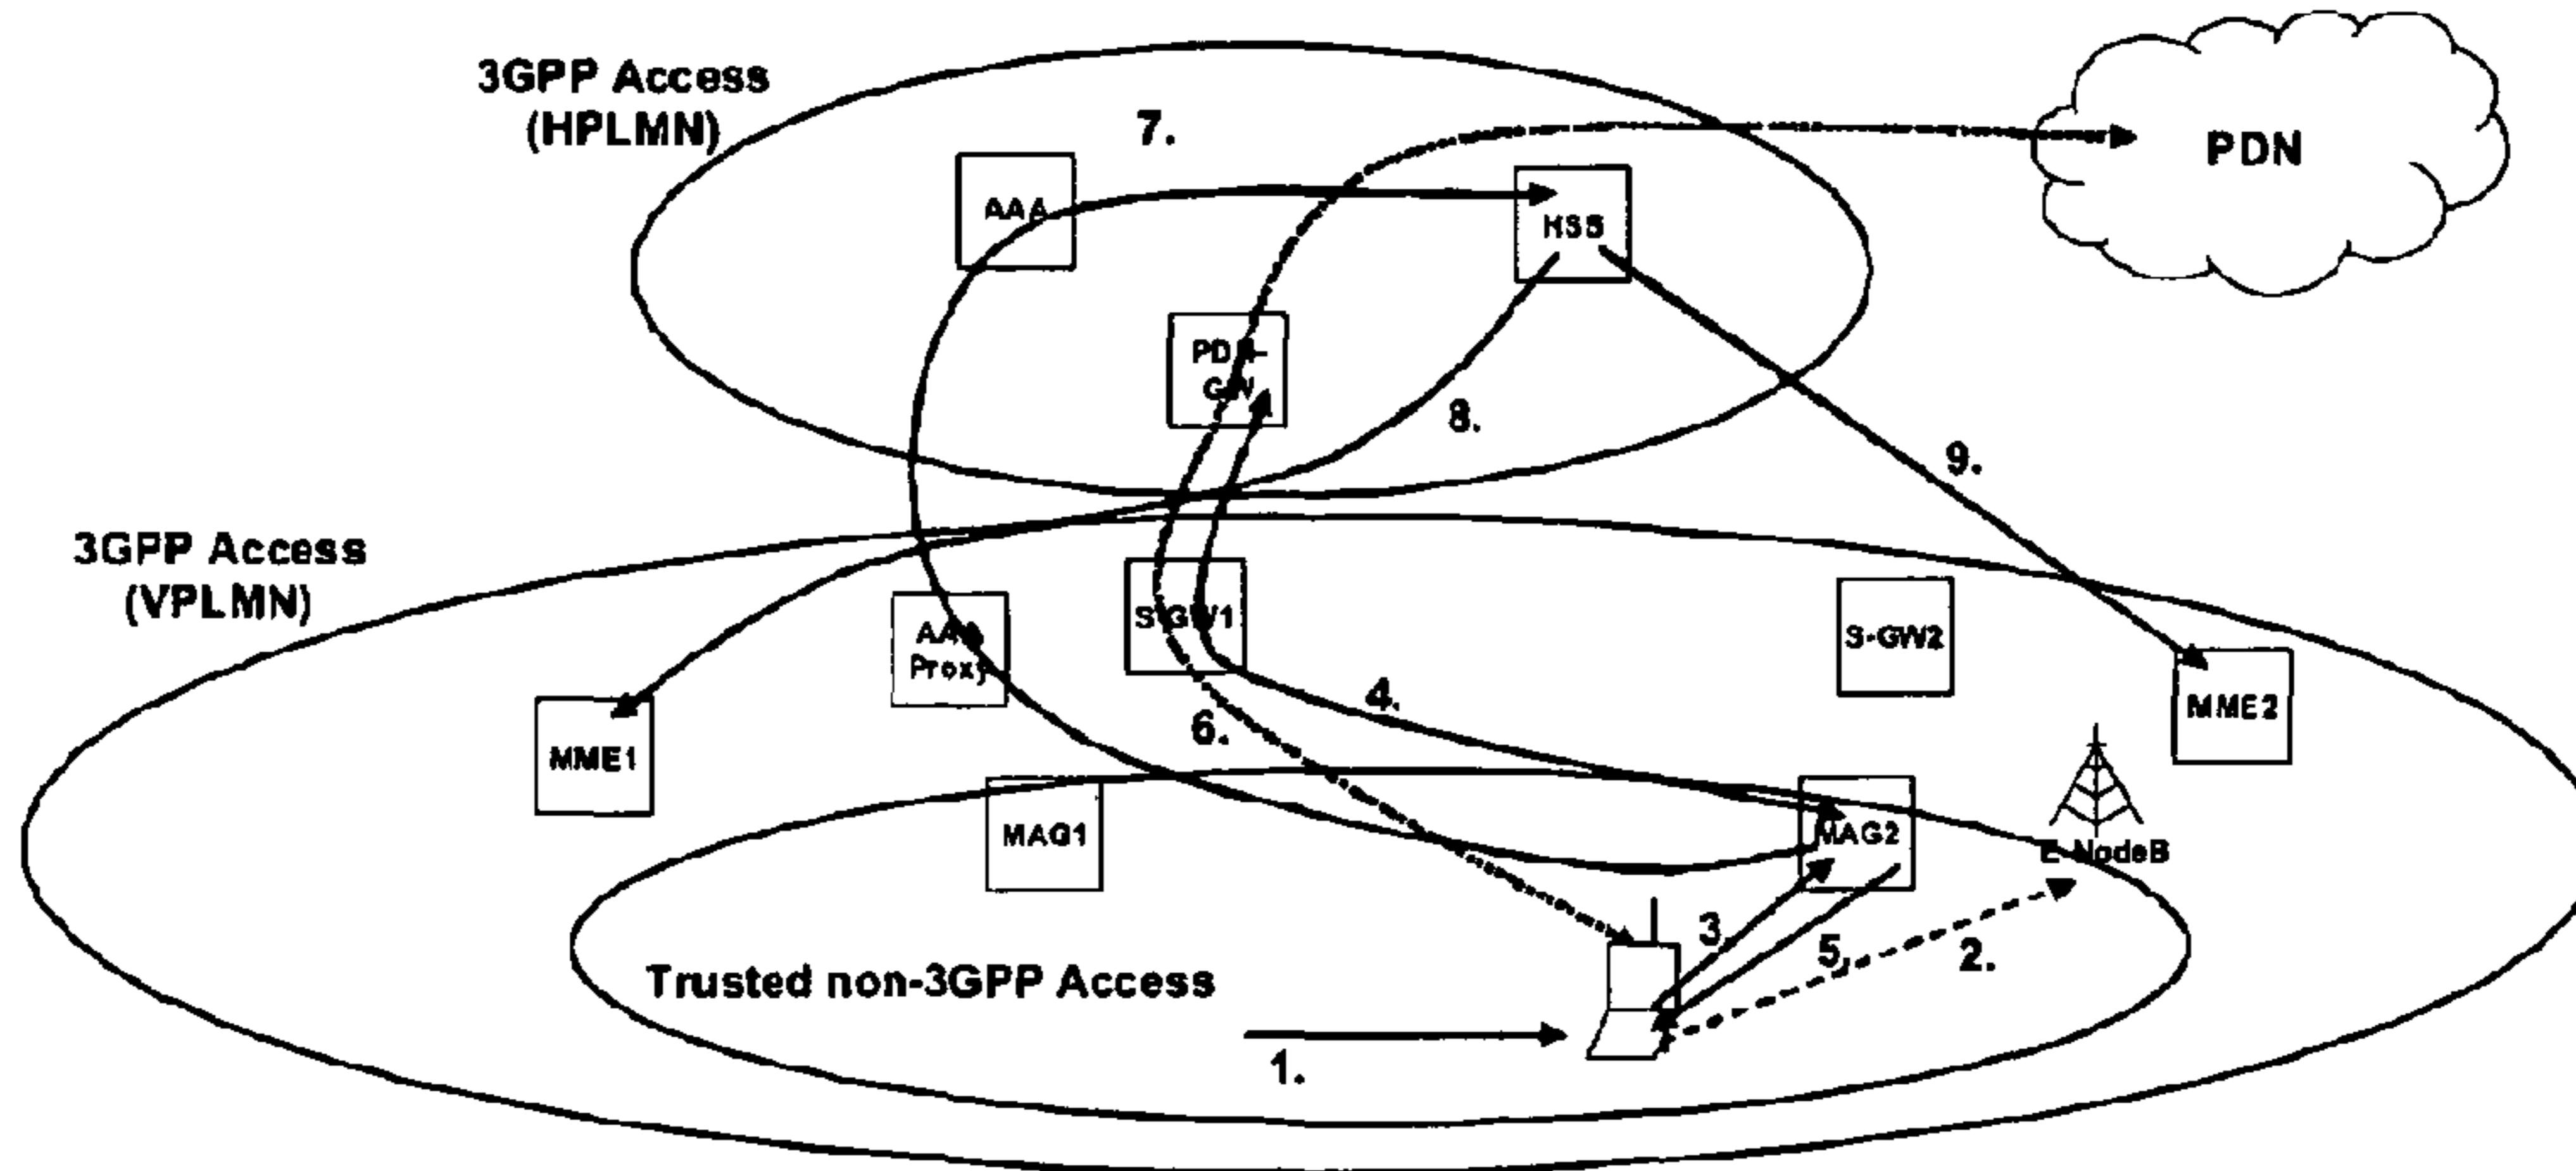 3GPP Access
(HPLMN)
7.
PDN
AAA
HSS
PDN-
GW
8.
9.
3GPP Access
(VPLMN)
S-GW1
S-GW2
AAA
Proxy
4.
6.
MME1
MME2
MAG1
MAG2
E-NodeB
3.
5.
2.
Trusted non-3GPP Access
1.